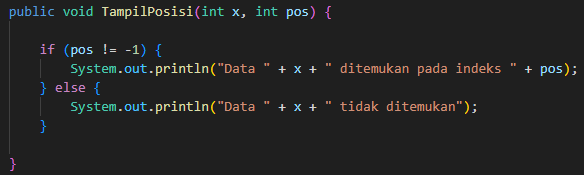 public void TampilPosisi(int x, int pos) {
if (pos != -1) {
System.out.println("Data " + x + " ditemukan pada indeks " + pos);
} else {
System.out.println("Data " + x + " tidak ditemukan");
}
}